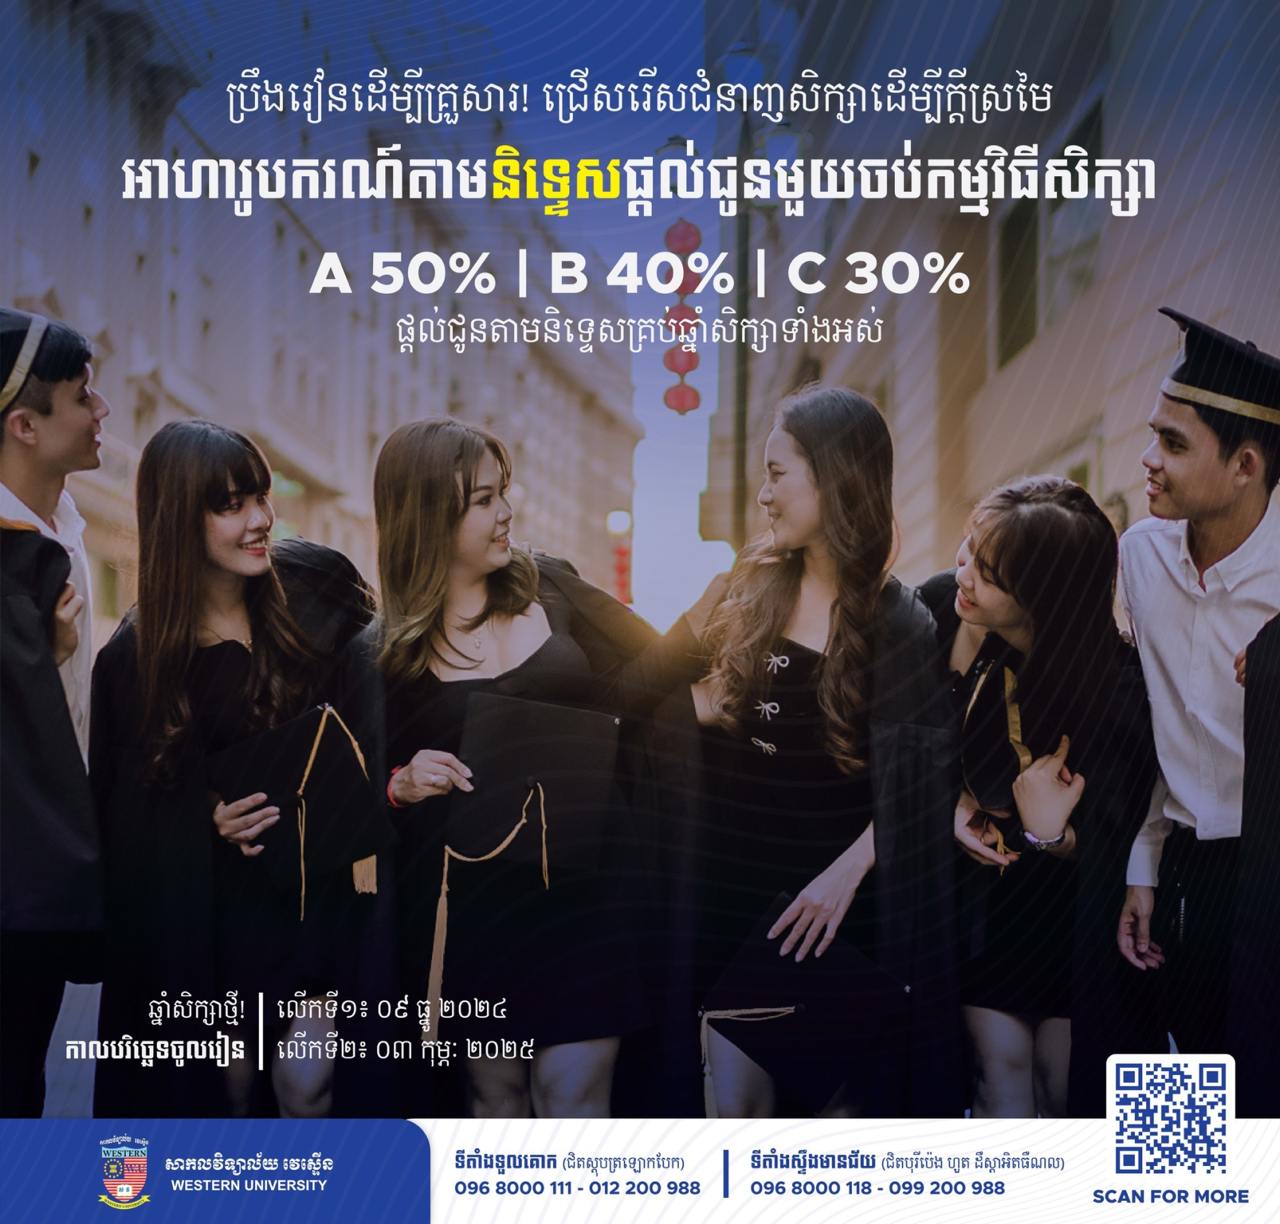 ប្រឹងរៀនដើម្បីគ្រួសារ! ជ្រើសរើសជំនាញសិក្សាដើម្បីក្តីស្រមៃ
អាហារូបករណ៍តាមនិទ្ទេសផ្តល់ជូនមួយចប់កម្មវិធីសិក្សា
A 50% | B 40% | C 30%
ផ្តល់ជូនតាមនិទ្ទេសគ្រប់ឆ្នាំសិក្សាទាំងអស់
ឆ្នាំសិក្សាថ្មី!
កាលបរិច្ឆេទចូលរៀន
លើកទី១៖ ០៩ ធ្នូ ២០២៤
លើកទី២៖ ០៣ កុម្ភៈ ២០២៥
WESTERN
សាកលវិទ្យាល័យ វេស្ទើន
WESTERN UNIVERSITY
ទីតាំងទួលគោក (ជិតស្តុបត្រឡោកបែក)
096 8000 111 - 012 200 988
ទីតាំងស្ទឹងមានជ័យ (ជិតបុរីប៉េង ហួត ដឹស្តាអិតធឺណល)
096 8000 118 - 099 200 988
SCAN FOR MORE